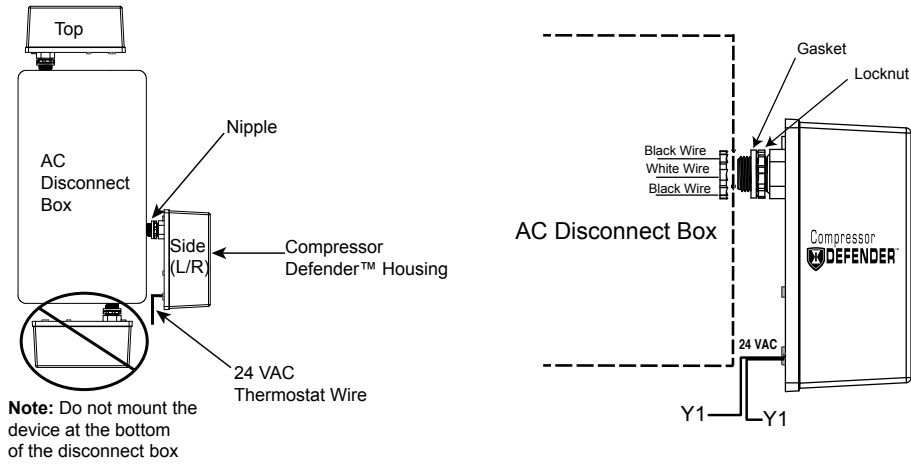 Top
AC
Disconnect
Box
Nipple
Side
(L/R)
Compressor
Defender™ Housing
24 VAC
Thermostat Wire
Note: Do not mount the
device at the bottom
of the disconnect box
Gasket
Locknut
Black Wire
White Wire
Black Wire
AC Disconnect Box
Compressor
DEFENDER™
24 VAC
Y1
Y1